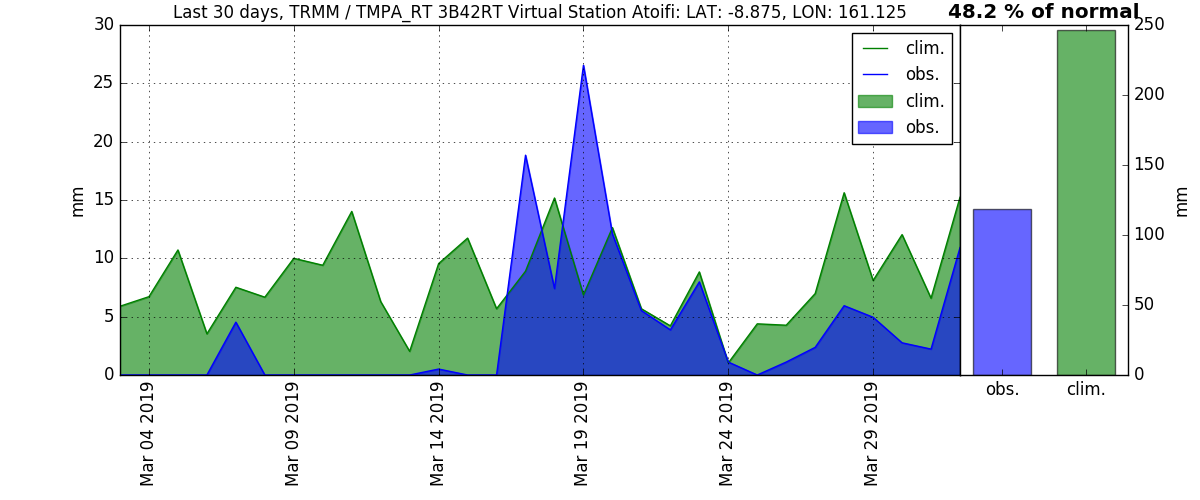 Last 30 days, TRMM / TMPA_RT 3B42RT Virtual Station Atoifi: LAT: -8.875, LON: 161.125
48.2 % of normal
30
25
20
15
10
5
0
mm
clim.
obs.
clim.
obs.
Mar 04 2019
Mar 09 2019
Mar 14 2019
Mar 19 2019
Mar 24 2019
Mar 29 2019
250
200
150
100
50
0
mm
obs.
clim.